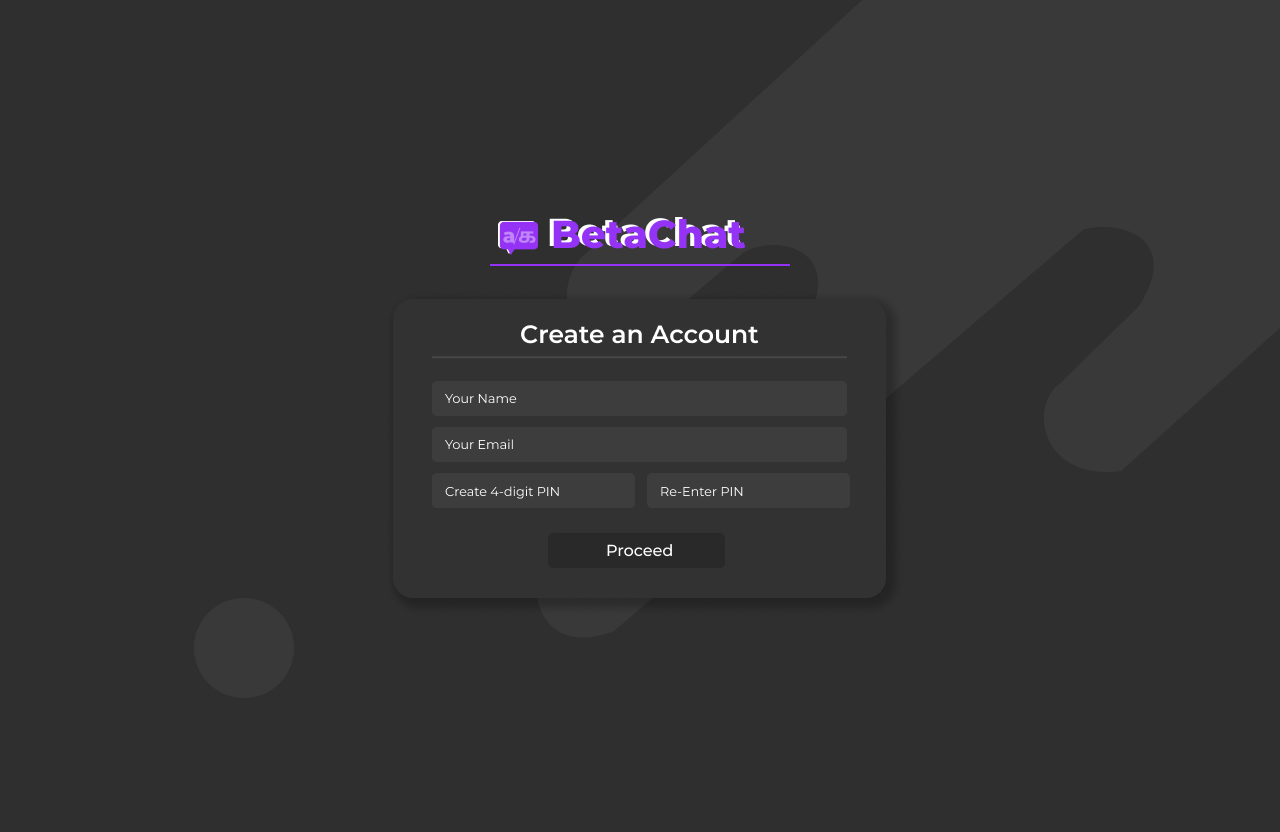 a/க BetaChat
Create an Account
Your Name
Your Email
Create 4-digit PIN Re-Enter PIN
Proceed